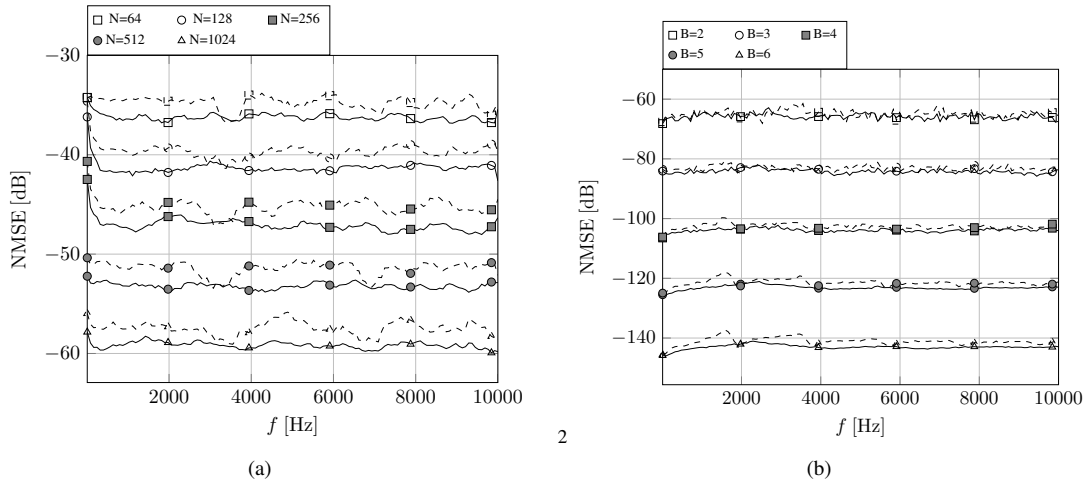 N=64 N=128 N=256
N=512 N=1024
−30
−40
−50
−60
NMSE [dB]
2000 4000 6000 8000 10000
f [Hz]
(a)
2
B=2 B=3 B=4
B=5 B=6
−60
−80
−100
−120
−140
NMSE [dB]
2000 4000 6000 8000 10000
f [Hz]
(b)